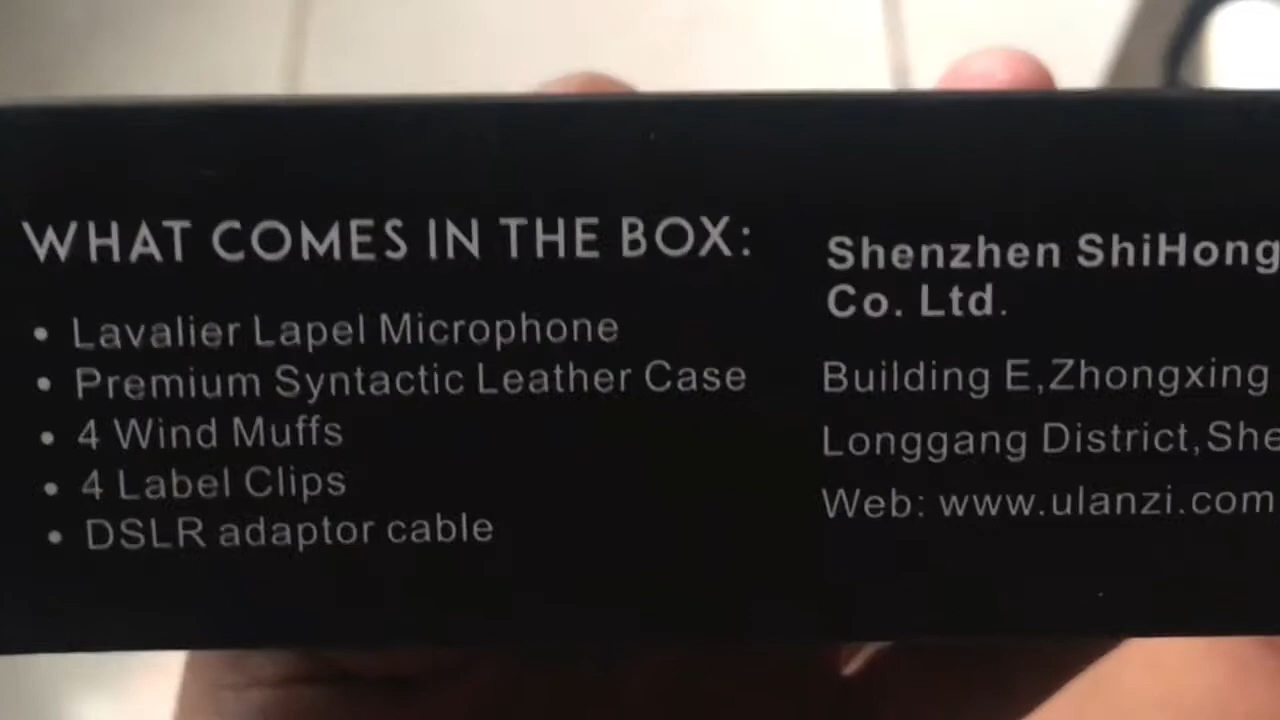 WHAT COMES IN THE BOX:
• Lavalier Lapel Microphone
• Premium Syntactic Leather Case
• 4 Wind Muffs
• 4 Label Clips
• DSLR adaptor cable
Shenzhen ShiHong
Co. Ltd.
Building E,Zhongxing
Longgang District,She
Web: www.ulanzi.com